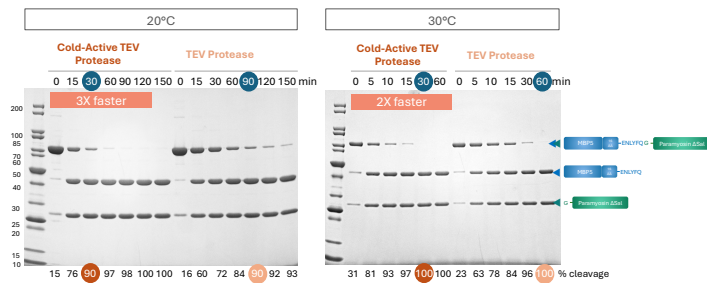 20°C
30°C
Cold-Active TEV Protease
TEV Protease
Cold-Active TEV Protease
TEV Protease
0 15 30 60 90 120 150 0 15 30 60 90 120 150 min
0 5 10 15 30 60 0 5 10 15 30 60 min
3X faster
2X faster
200
100
85
70
60
50
40
30
25
20
15
10
MBP5 ENLYFQG Paramyosin ΔSal
MBP5 ENLYFQ
G Paramyosin ΔSal
15 76 90 97 98 100 100 16 60 72 84 90 92 93
31 81 93 97 100 100 23 63 78 84 96 100 % cleavage